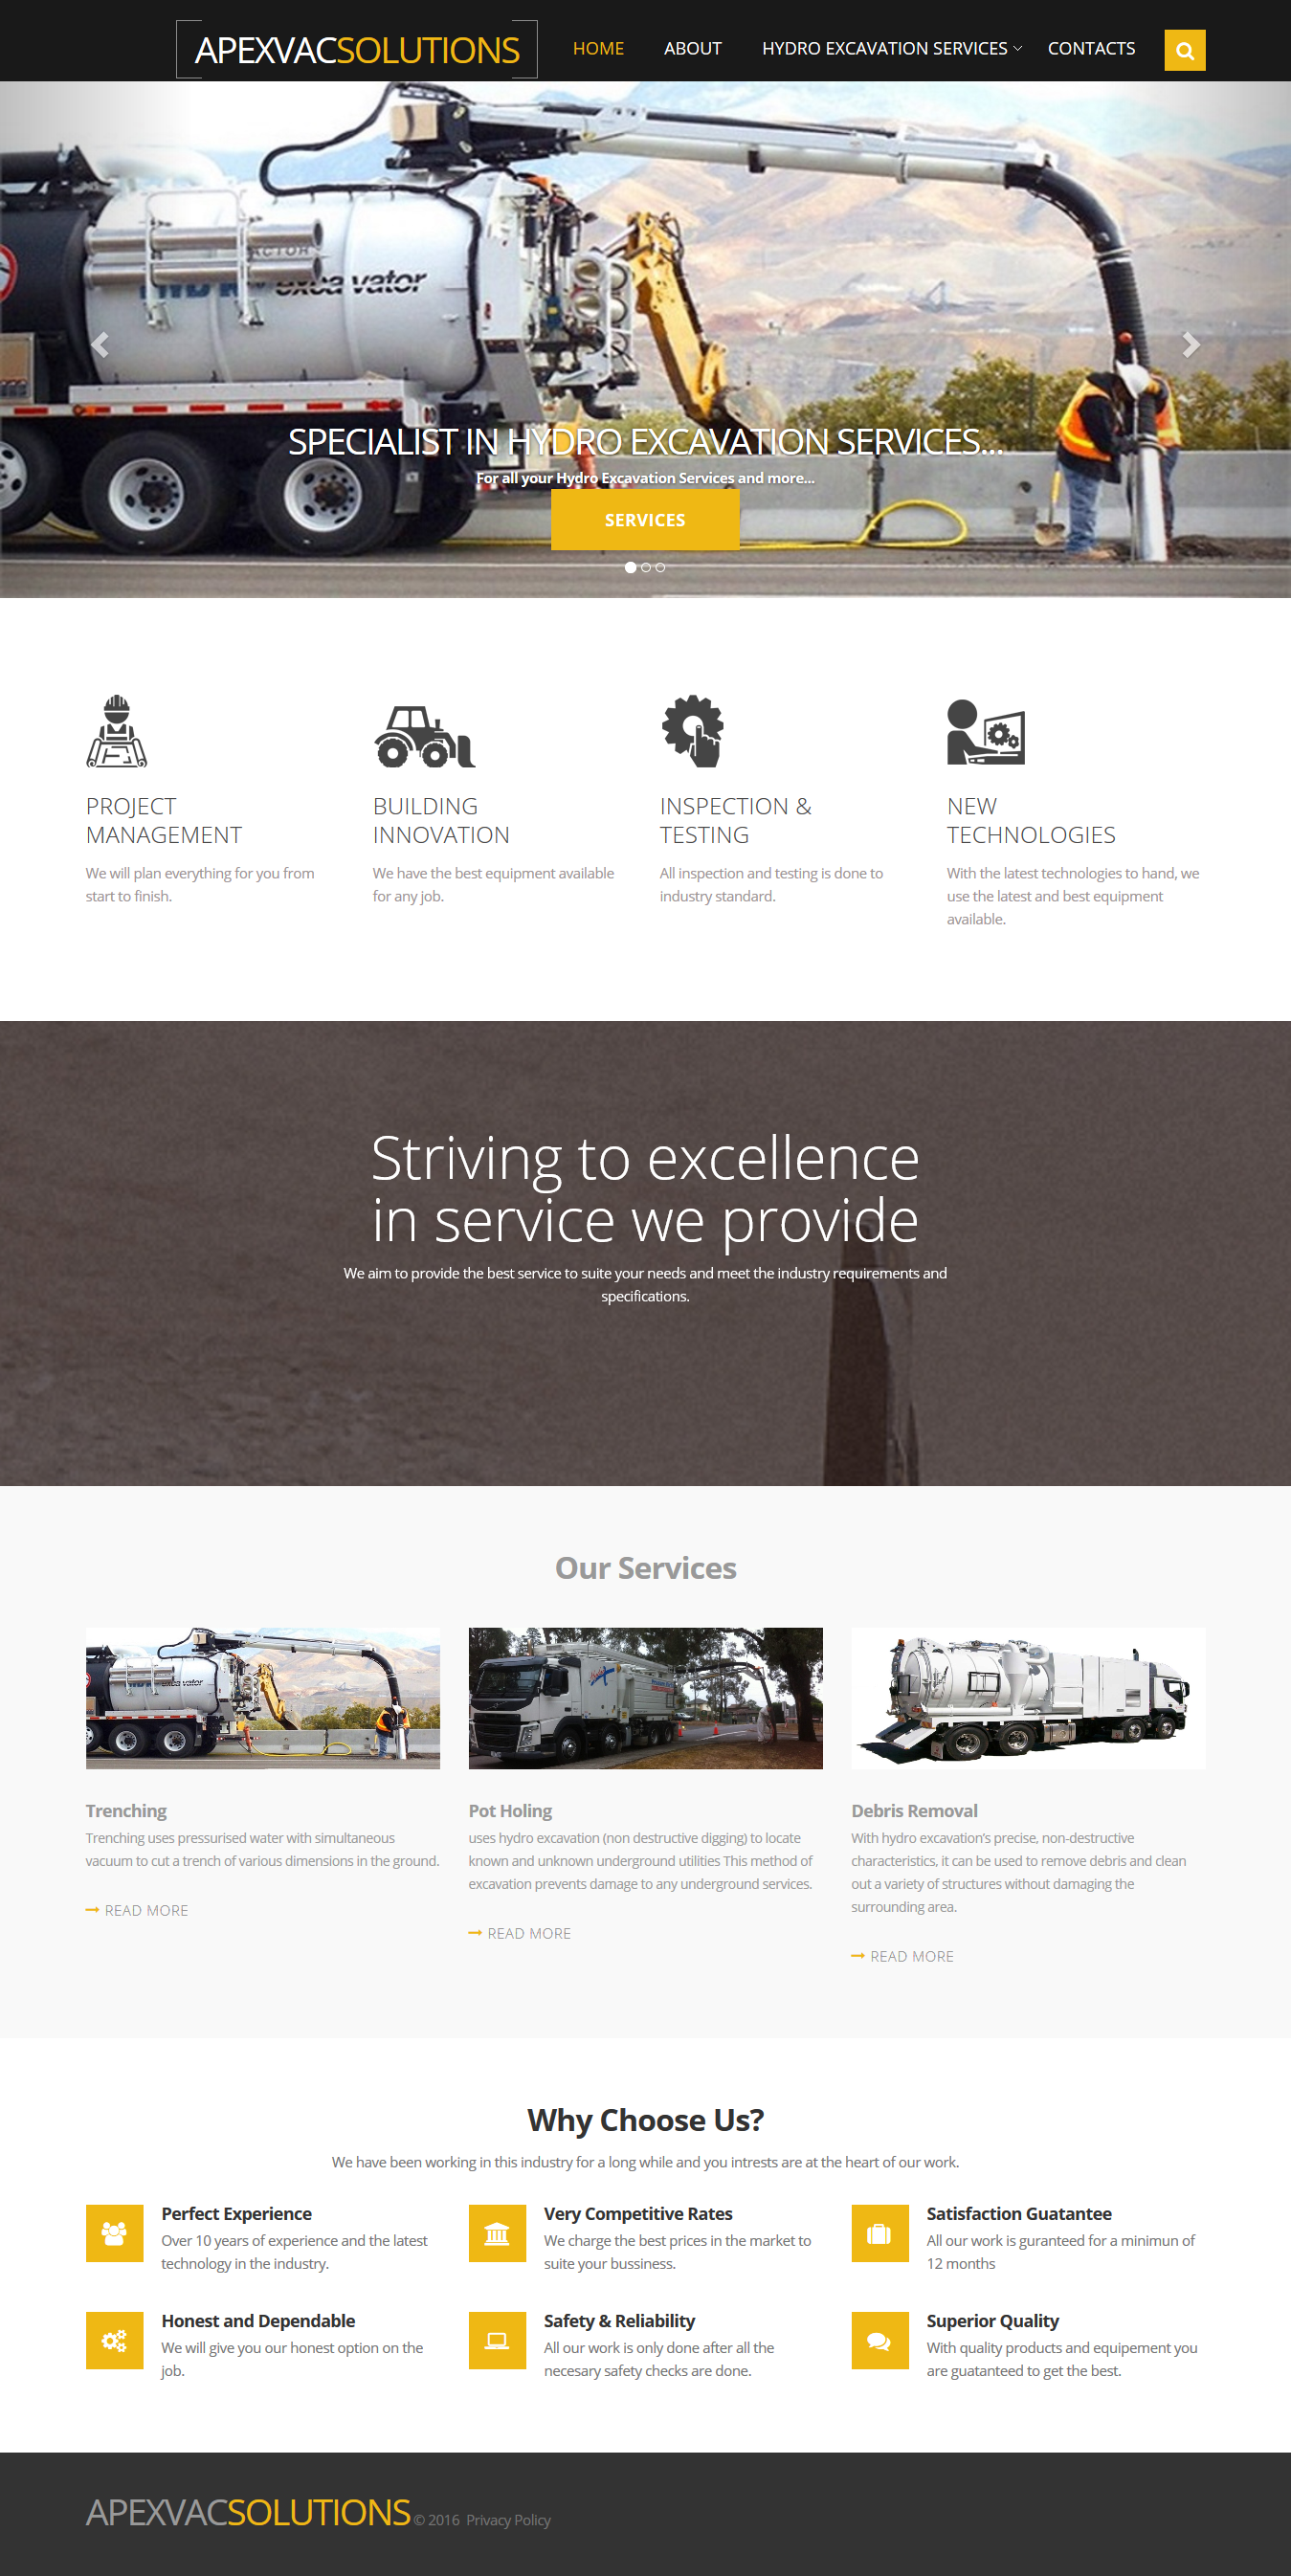 APEXVACSOLUTIONS
HOME ABOUT HYDRO EXCAVATION SERVICES CONTACTS
excavator
SPECIALIST IN HYDRO EXCAVATION SERVICES...
For all your Hydro Excavation Services and more...
SERVICES
PROJECT
MANAGEMENT
We will plan everything for you from
start to finish.
BUILDING
INNOVATION
We have the best equipment available
for any job.
INSPECTION &
TESTING
All inspection and testing is done to
industry standard.
NEW
TECHNOLOGIES
With the latest technologies to hand, we
use the latest and best equipment
available.
Striving to excellence
in service we provide
We aim to provide the best service to suite your needs and meet the industry requirements and
specifications.
Our Services
Trenching
Trenching uses pressurised water with simultaneous
vacuum to cut a trench of various dimensions in the ground.
READ MORE
Pot Holing
uses hydro excavation (non destructive digging) to locate
known and unknown underground utilities This method of
excavation prevents damage to any underground services.
READ MORE
Debris Removal
With hydro excavation's precise, non-destructive
characteristics, it can be used to remove debris and clean
out a variety of structures without damaging the
surrounding area.
READ MORE
Why Choose Us?
We have been working in this industry for a long while and you intrests are at the heart of our work.
Perfect Experience
Over 10 years of experience and the latest
technology in the industry.
Very Competitive Rates
We charge the best prices in the market to
suite your bussiness.
Satisfaction Guatantee
All our work is guranteed for a minimun of
12 months
Honest and Dependable
We will give you our honest option on the
job.
Safety & Reliability
All our work is only done after all the
necesary safety checks are done.
Superior Quality
With quality products and equipement you
are guatanteed to get the best.
APEXVACSOLUTIONS © 2016 Privacy Policy